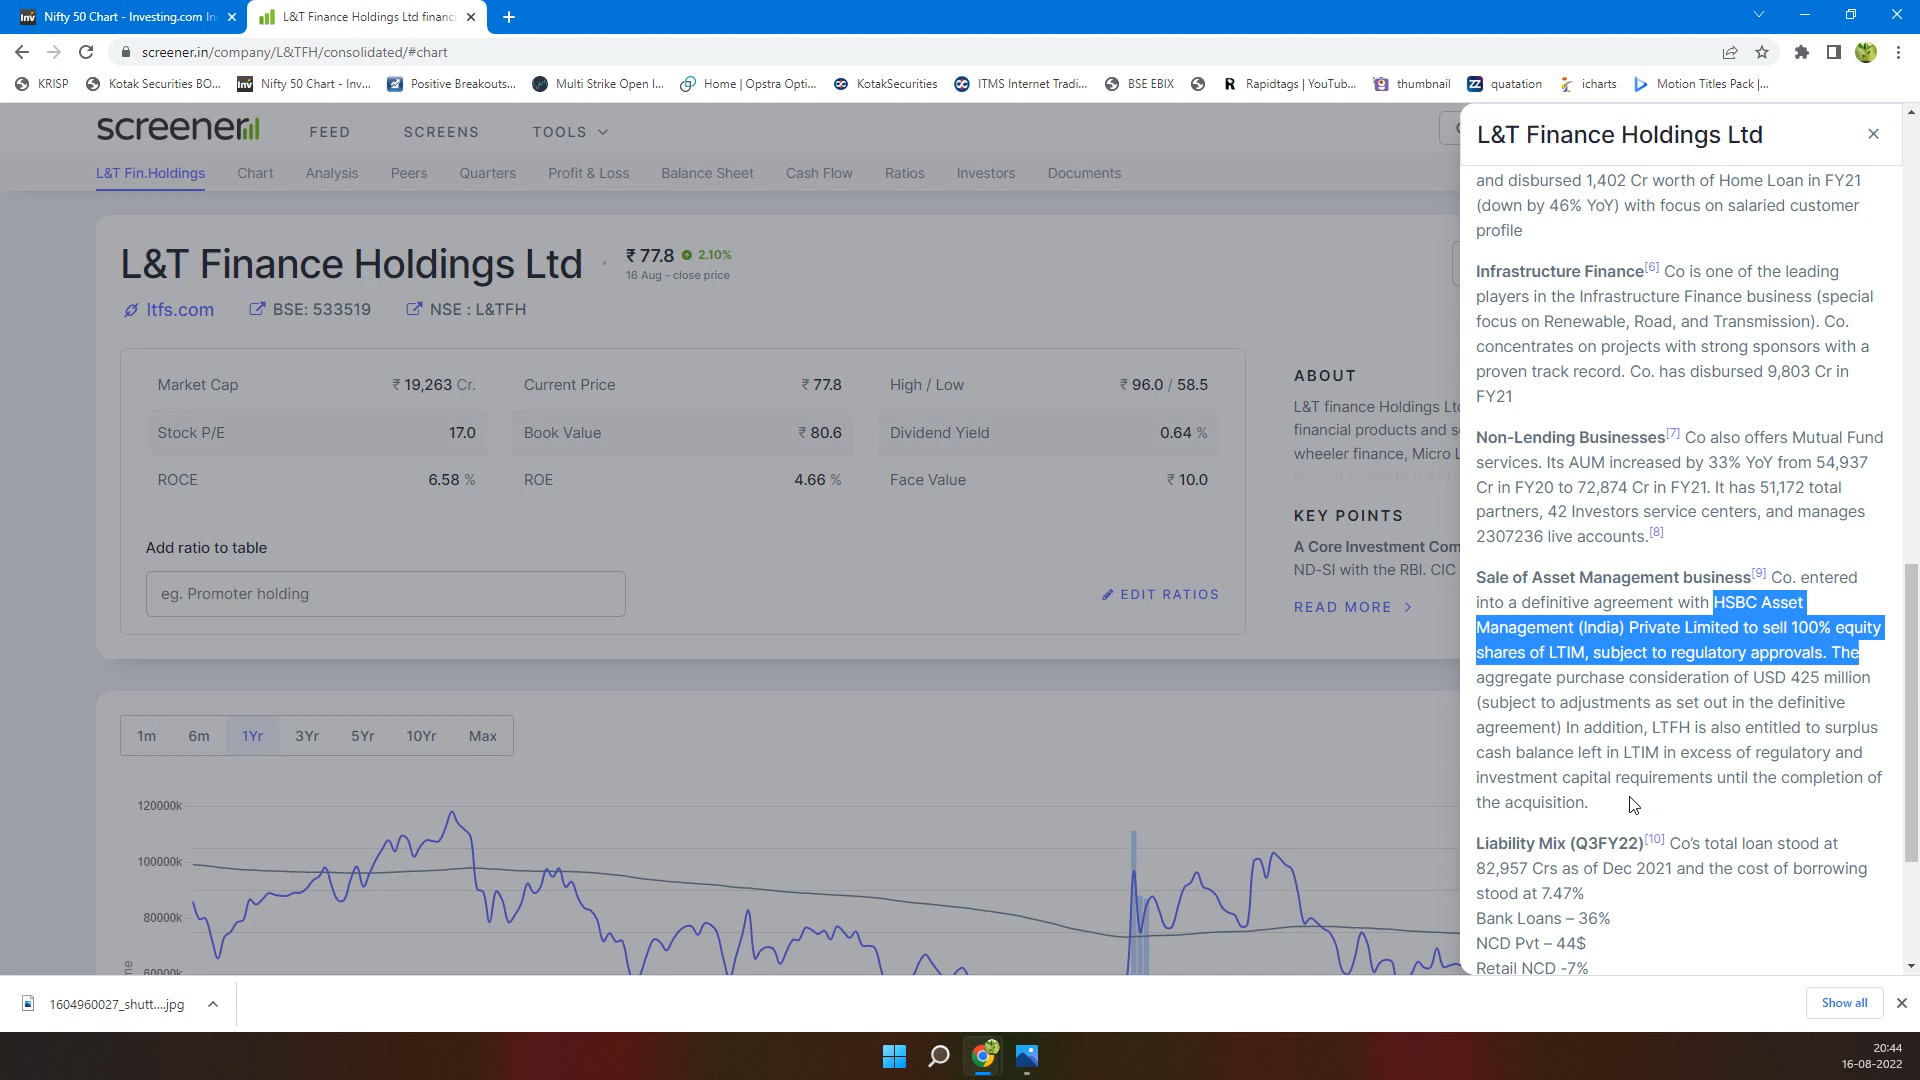 Nifty 50 Chart - Investing.com In
L&T Finance Holdings Ltd financi
screener.in/company/L&TFH/consolidated/#chart
KRISP
Kotak Securities BO...
Nifty 50 Chart - Inv...
Positive Breakouts...
Multi Strike Open I...
Home | Opstra Opti...
KotakSecurities
ITMS Internet Tradi...
BSE EBIX
Rapidtags | YouTub...
thumbnail
quatation
icharts
Motion Titles Pack |...
screener
FEED
SCREENS
TOOLS
L&T Fin.Holdings
Chart
Analysis
Peers
Quarters
Profit & Loss
Balance Sheet
Cash Flow
Ratios
Investors
Documents
L&T Finance Holdings Ltd
₹ 77.8
2.10%
16 Aug - close price
ltfs.com
BSE: 533519
NSE : L&TFH
Market Cap ₹ 19,263 Cr.
Current Price ₹ 77.8
High / Low ₹ 96.0 / 58.5
Stock P/E 17.0
Book Value ₹ 80.6
Dividend Yield 0.64 %
ROCE 6.58 %
ROE 4.66 %
Face Value ₹ 10.0
Add ratio to table
eg. Promoter holding
EDIT RATIOS
ABOUT
L&T finance Holdings Lt
financial products and s
wheeler finance, Micro L
against property (LAP)
KEY POINTS
A Core Investment Com
ND-SI with the RBI. CIC
READ MORE
1m 6m 1Yr 3Yr 5Yr 10Yr Max
120000k
100000k
80000k
60000k
L&T Finance Holdings Ltd
and disbursed 1,402 Cr worth of Home Loan in FY21
(down by 46% YoY) with focus on salaried customer
profile
Infrastructure Finance[6] Co is one of the leading
players in the Infrastructure Finance business (special
focus on Renewable, Road, and Transmission). Co.
concentrates on projects with strong sponsors with a
proven track record. Co. has disbursed 9,803 Cr in
FY21
Non-Lending Businesses[7] Co also offers Mutual Fund
services. Its AUM increased by 33% YoY from 54,937
Cr in FY20 to 72,874 Cr in FY21. It has 51,172 total
partners, 42 Investors service centers, and manages
2307236 live accounts.[8]
Sale of Asset Management business[9] Co. entered
into a definitive agreement with HSBC Asset
Management (India) Private Limited to sell 100% equity
shares of LTIM, subject to regulatory approvals. The
aggregate purchase consideration of USD 425 million
(subject to adjustments as set out in the definitive
agreement) In addition, LTFH is also entitled to surplus
cash balance left in LTIM in excess of regulatory and
investment capital requirements until the completion of
the acquisition.
Liability Mix (Q3FY22)[10] Co's total loan stood at
82,957 Crs as of Dec 2021 and the cost of borrowing
stood at 7.47%
Bank Loans – 36%
NCD Pvt – 44$
Retail NCD -7%
1604960027_shutt....jpg
Show all
20:44
16-08-2022